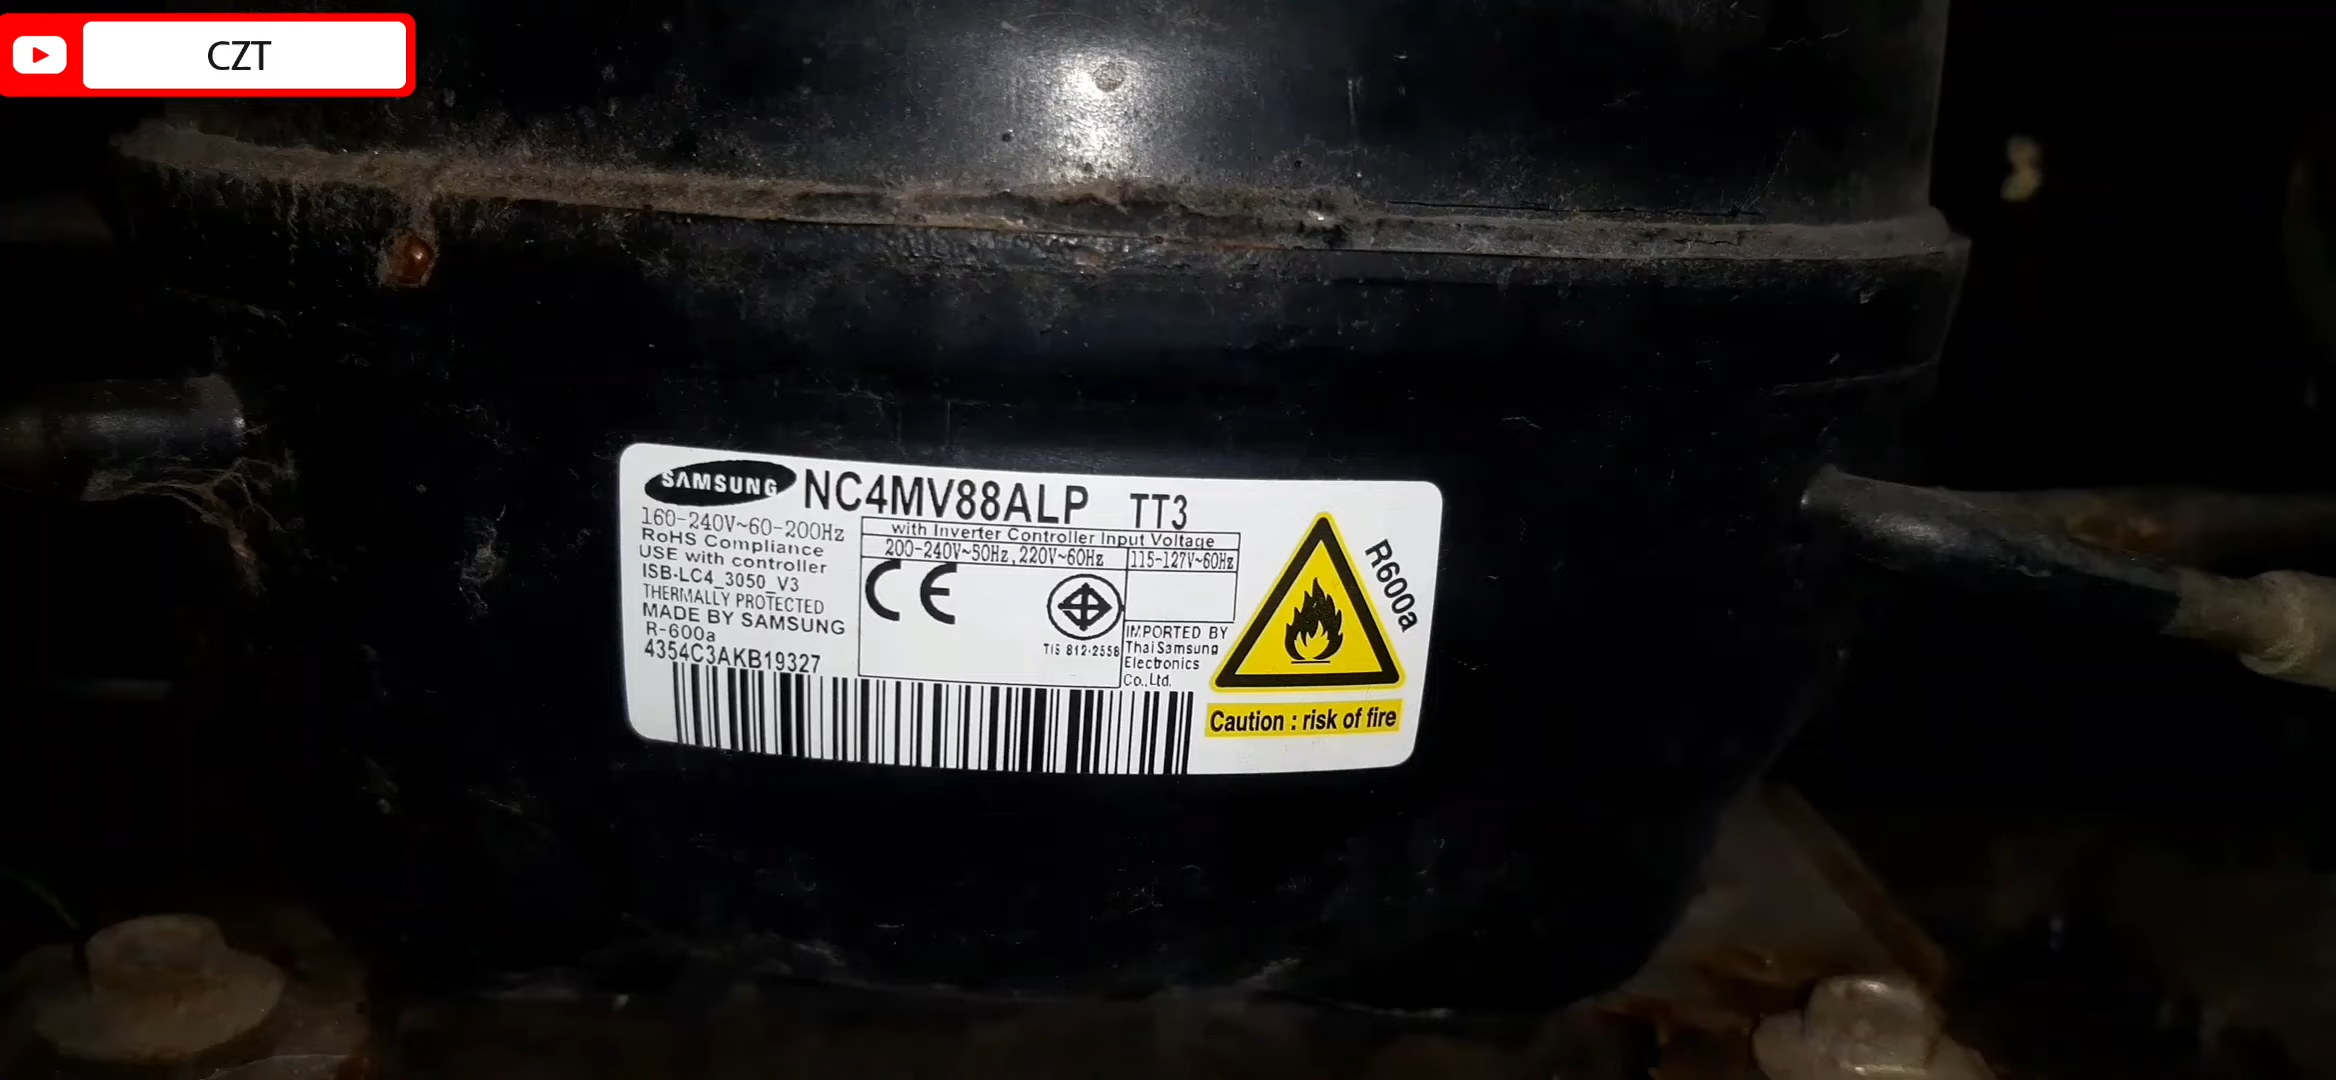 CZT
SAMSUNG NC4MV88ALP TT3
160-240V~60-200Hz
RoHS Compliance
USE with controller
ISB-LC4_3050_V3
THERMALLY PROTECTED
MADE BY SAMSUNG
R-600a
4354C3AKB19327
with Inverter Controller Input Voltage
200-240V~50Hz,220V~60Hz 115-127V~60Hz
CE
TIS 812-2558
IMPORTED BY
ThaiSamsung
Electronics
Co.,Ltd.
R600a
Caution : risk of fire